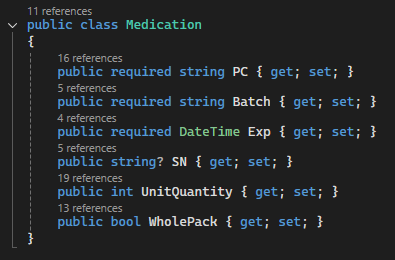 11 references
public class Medication
{
16 references
public required string PC { get; set; }
5 references
public required string Batch { get; set; }
4 references
public required DateTime Exp { get; set; }
5 references
public string? SN { get; set; }
19 references
public int UnitQuantity { get; set; }
13 references
public bool WholePack { get; set; }
}